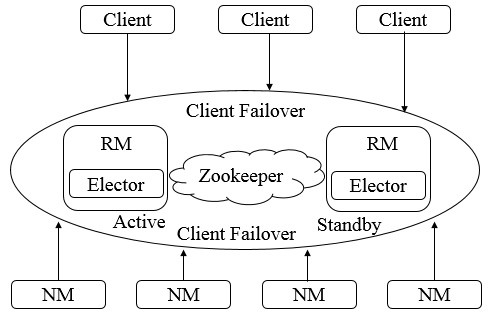 Client
Client
Client
Client Failover
RM
RM
Zookeeper
Elector
Elector
Active
Standby
Client Failover
NM
NM
NM
NM